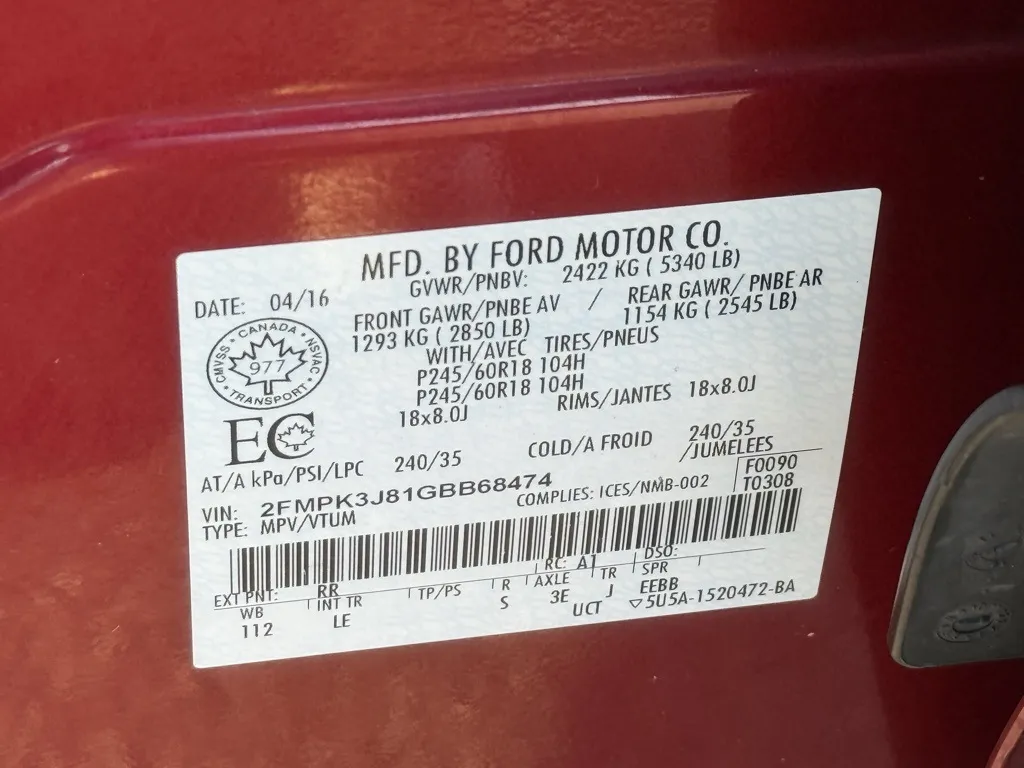 MFD. BY FORD MOTOR CO.
DATE: 04/16 GVWR/PNBV: 2422 KG ( 5340 LB)
FRONT GAWR/PNBE AV / REAR GAWR/ PNBE AR
1293 KG ( 2850 LB) 1154 KG ( 2545 LB)
WITH/AVEC TIRES/PNEUS
P245/60R18 104H
P245/60R18 104H
18x8.0J RIMS/JANTES 18x8.0J
CANADA
CMVSS NSVAC
977
TRANSPORT
EC
AT/A kPa/PSI/LPC 240/35 COLD/A FROID 240/35
/JUMELEES
VIN: 2FMPK3J81GBB68474 F0090
TYPE: MPV/VTUM COMPLIES: ICES/NMB-002 T0308
EXT PNT: RR RC: A1 DSO:
WB INT TR TP/PS R AXLE TR SPR
112 LE S 3E J EEBB
UCT ▽5U5A-1520472-BA